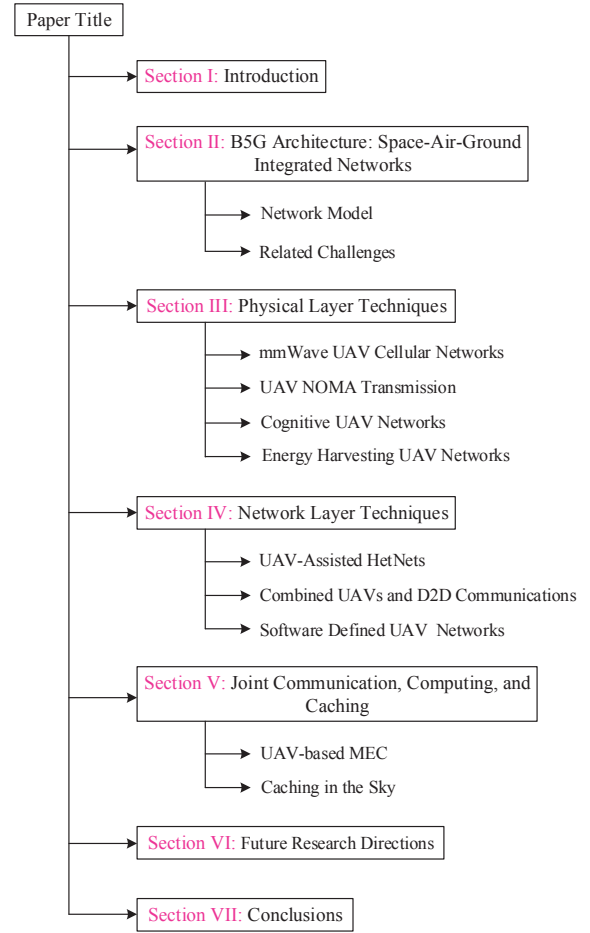 Paper Title
Section I: Introduction
Section II: B5G Architecture: Space-Air-Ground
Integrated Networks
Network Model
Related Challenges
Section III: Physical Layer Techniques
mmWave UAV Cellular Networks
UAV NOMA Transmission
Cognitive UAV Networks
Energy Harvesting UAV Networks
Section IV: Network Layer Techniques
UAV-Assisted HetNets
Combined UAVs and D2D Communications
Software Defined UAV Networks
Section V: Joint Communication, Computing, and
Caching
UAV-based MEC
Caching in the Sky
Section VI: Future Research Directions
Section VII: Conclusions